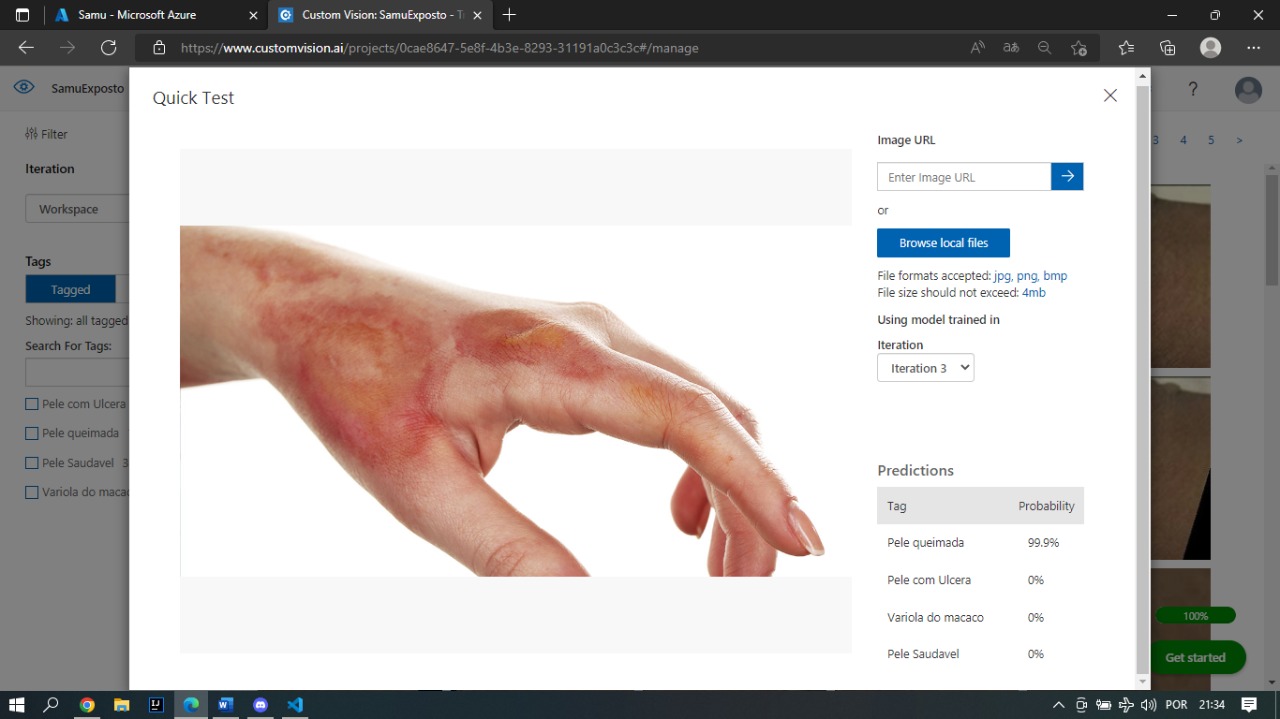 Samu - Microsoft Azure
Custom Vision: SamuExposto - Tr
https://www.customvision.ai/projects/0cae8647-5e8f-4b3e-8293-31191a0c3c3c#/manage
SamuExposto
?
Quick Test
Filter
3 4 5 >
Iteration
Workspace
Tags
Tagged
Showing: all tagged
Search For Tags:
Pele com Ulcera
Pele queimada
Pele Saudavel 3
Variola do macac
Image URL
Enter Image URL
or
Browse local files
File formats accepted: jpg, png, bmp
File size should not exceed: 4mb
Using model trained in
Iteration
Iteration 3
Predictions
Tag Probability
Pele queimada 99.9%
Pele com Ulcera 0%
Variola do macaco 0%
Pele Saudavel 0%
100%
Get started
POR 21:34